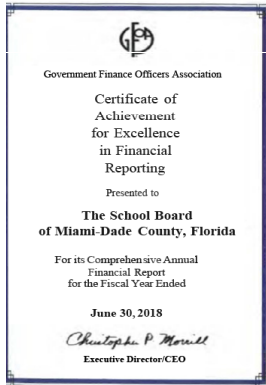 GFOA
Government Finance Officers Association
Certificate of
Achievement
for Excellence
in Financial
Reporting
Presented to
The School Board
of Miami-Dade County, Florida
For its Comprehensive Annual
Financial Report
for the Fiscal Year Ended
June 30, 2018
Christopher P. Morrill
Executive Director/CEO